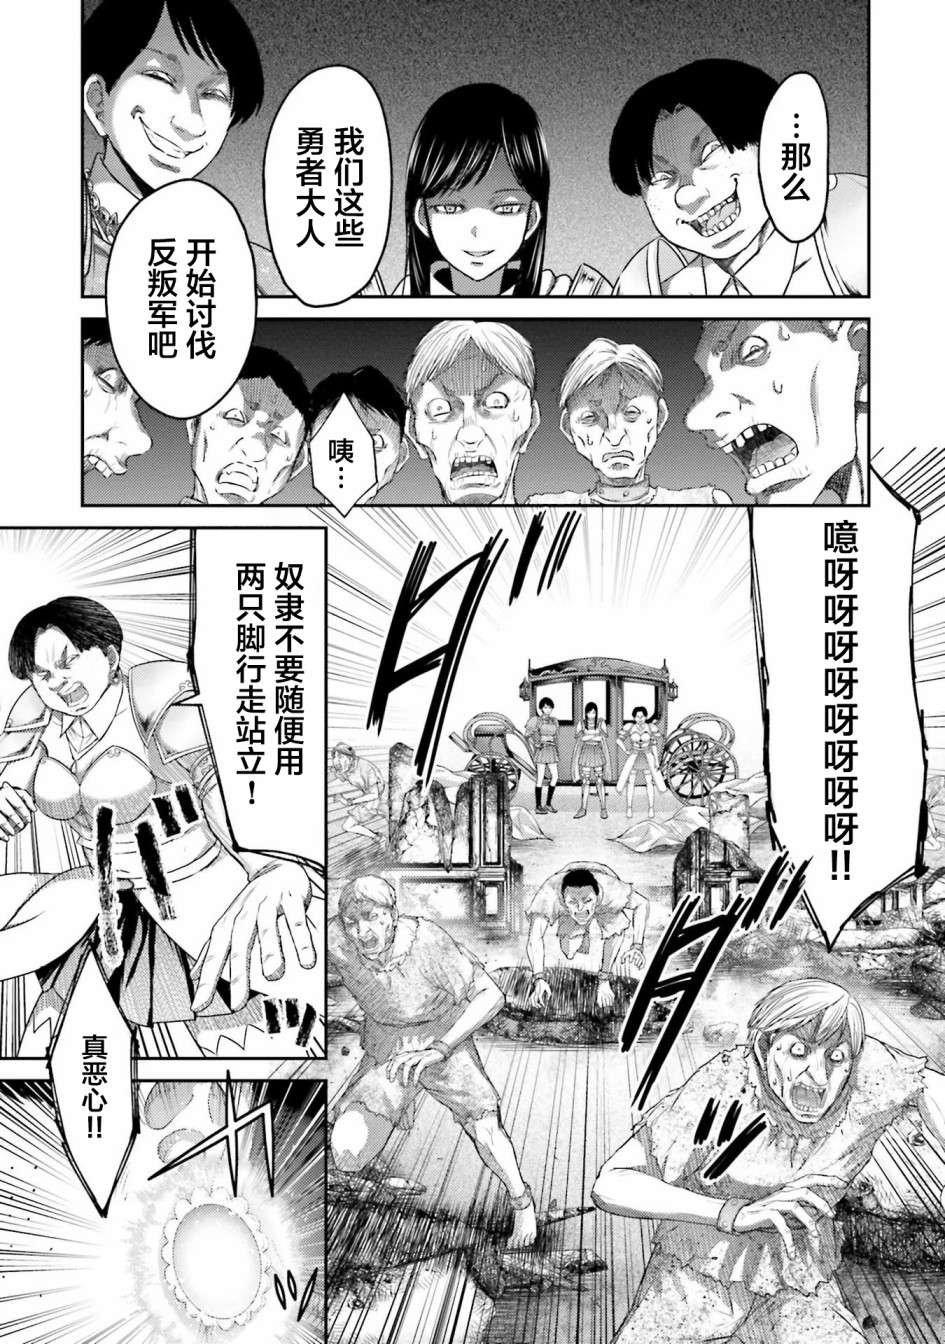 …那么
我们这些
勇者大人
开始讨伐
反叛军吧
咦…
噫呀呀呀呀呀呀呀呀!!
奴隶不要随便用
两只脚行走站立！
真恶心!!